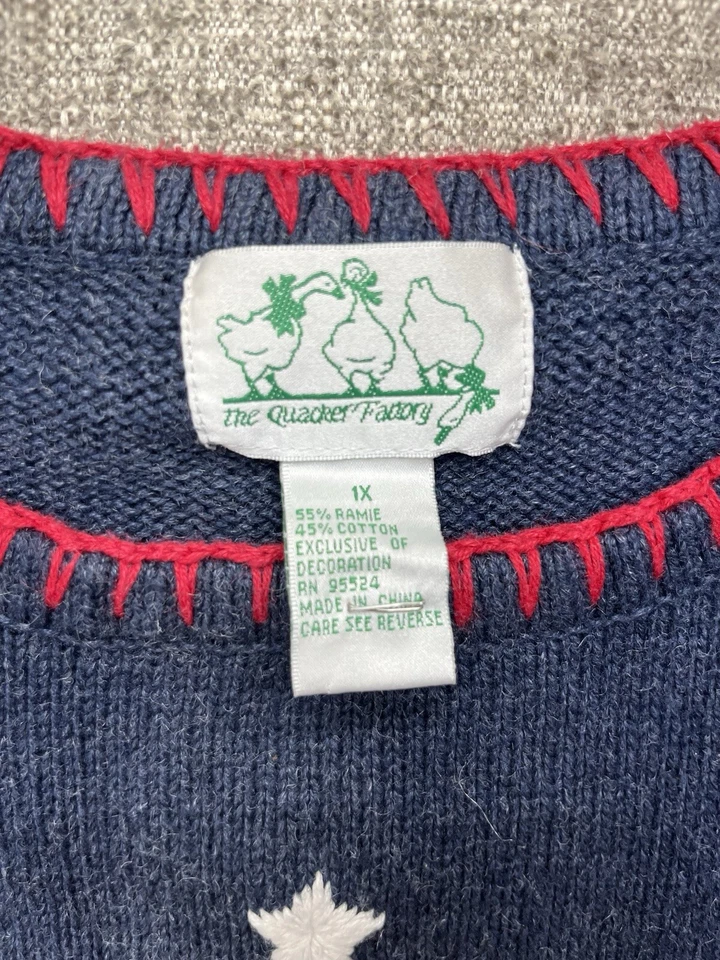 the Quacker Factory
1X
55% RAMIE
45% COTTON
EXCLUSIVE OF
DECORATION
RN 95524
MADE IN CHINA
CARE SEE REVERSE